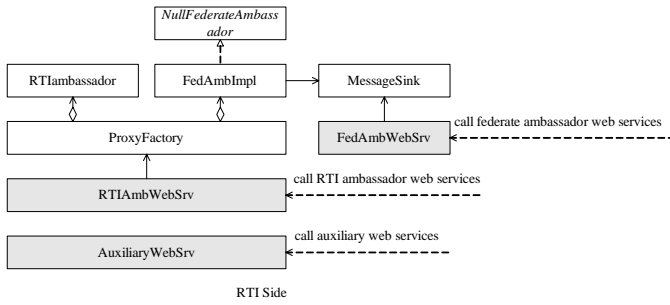 NullFederateAmbass
ador
RTIambassador
FedAmbImpl
MessageSink
call federate ambassador web services
ProxyFactory
FedAmbWebSrv
call RTI ambassador web services
RTIAmbWebSrv
call auxiliary web services
AuxiliaryWebSrv
RTI Side